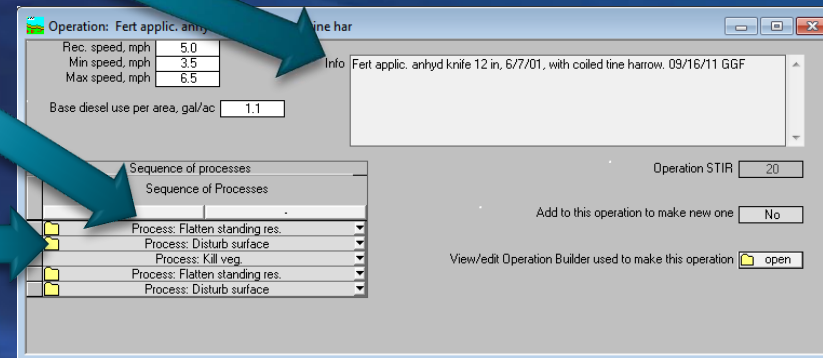 Operation: Fert applic. anhy ine har
Rec. speed, mph 5.0
Min speed, mph 3.5
Max speed, mph 6.5
Base diesel use per area, gal/ac 1.1
Info Fert applic. anhyd knife 12 in, 6/7/01, with coiled tine harrow. 09/16/11 GGF
Sequence of processes
Sequence of Processes
Process: Flatten standing res.
Process: Disturb surface
Process: Kill veg.
Process: Flatten standing res.
Process: Disturb surface
Operation STIR 20
Add to this operation to make new one No
View/edit Operation Builder used to make this operation open